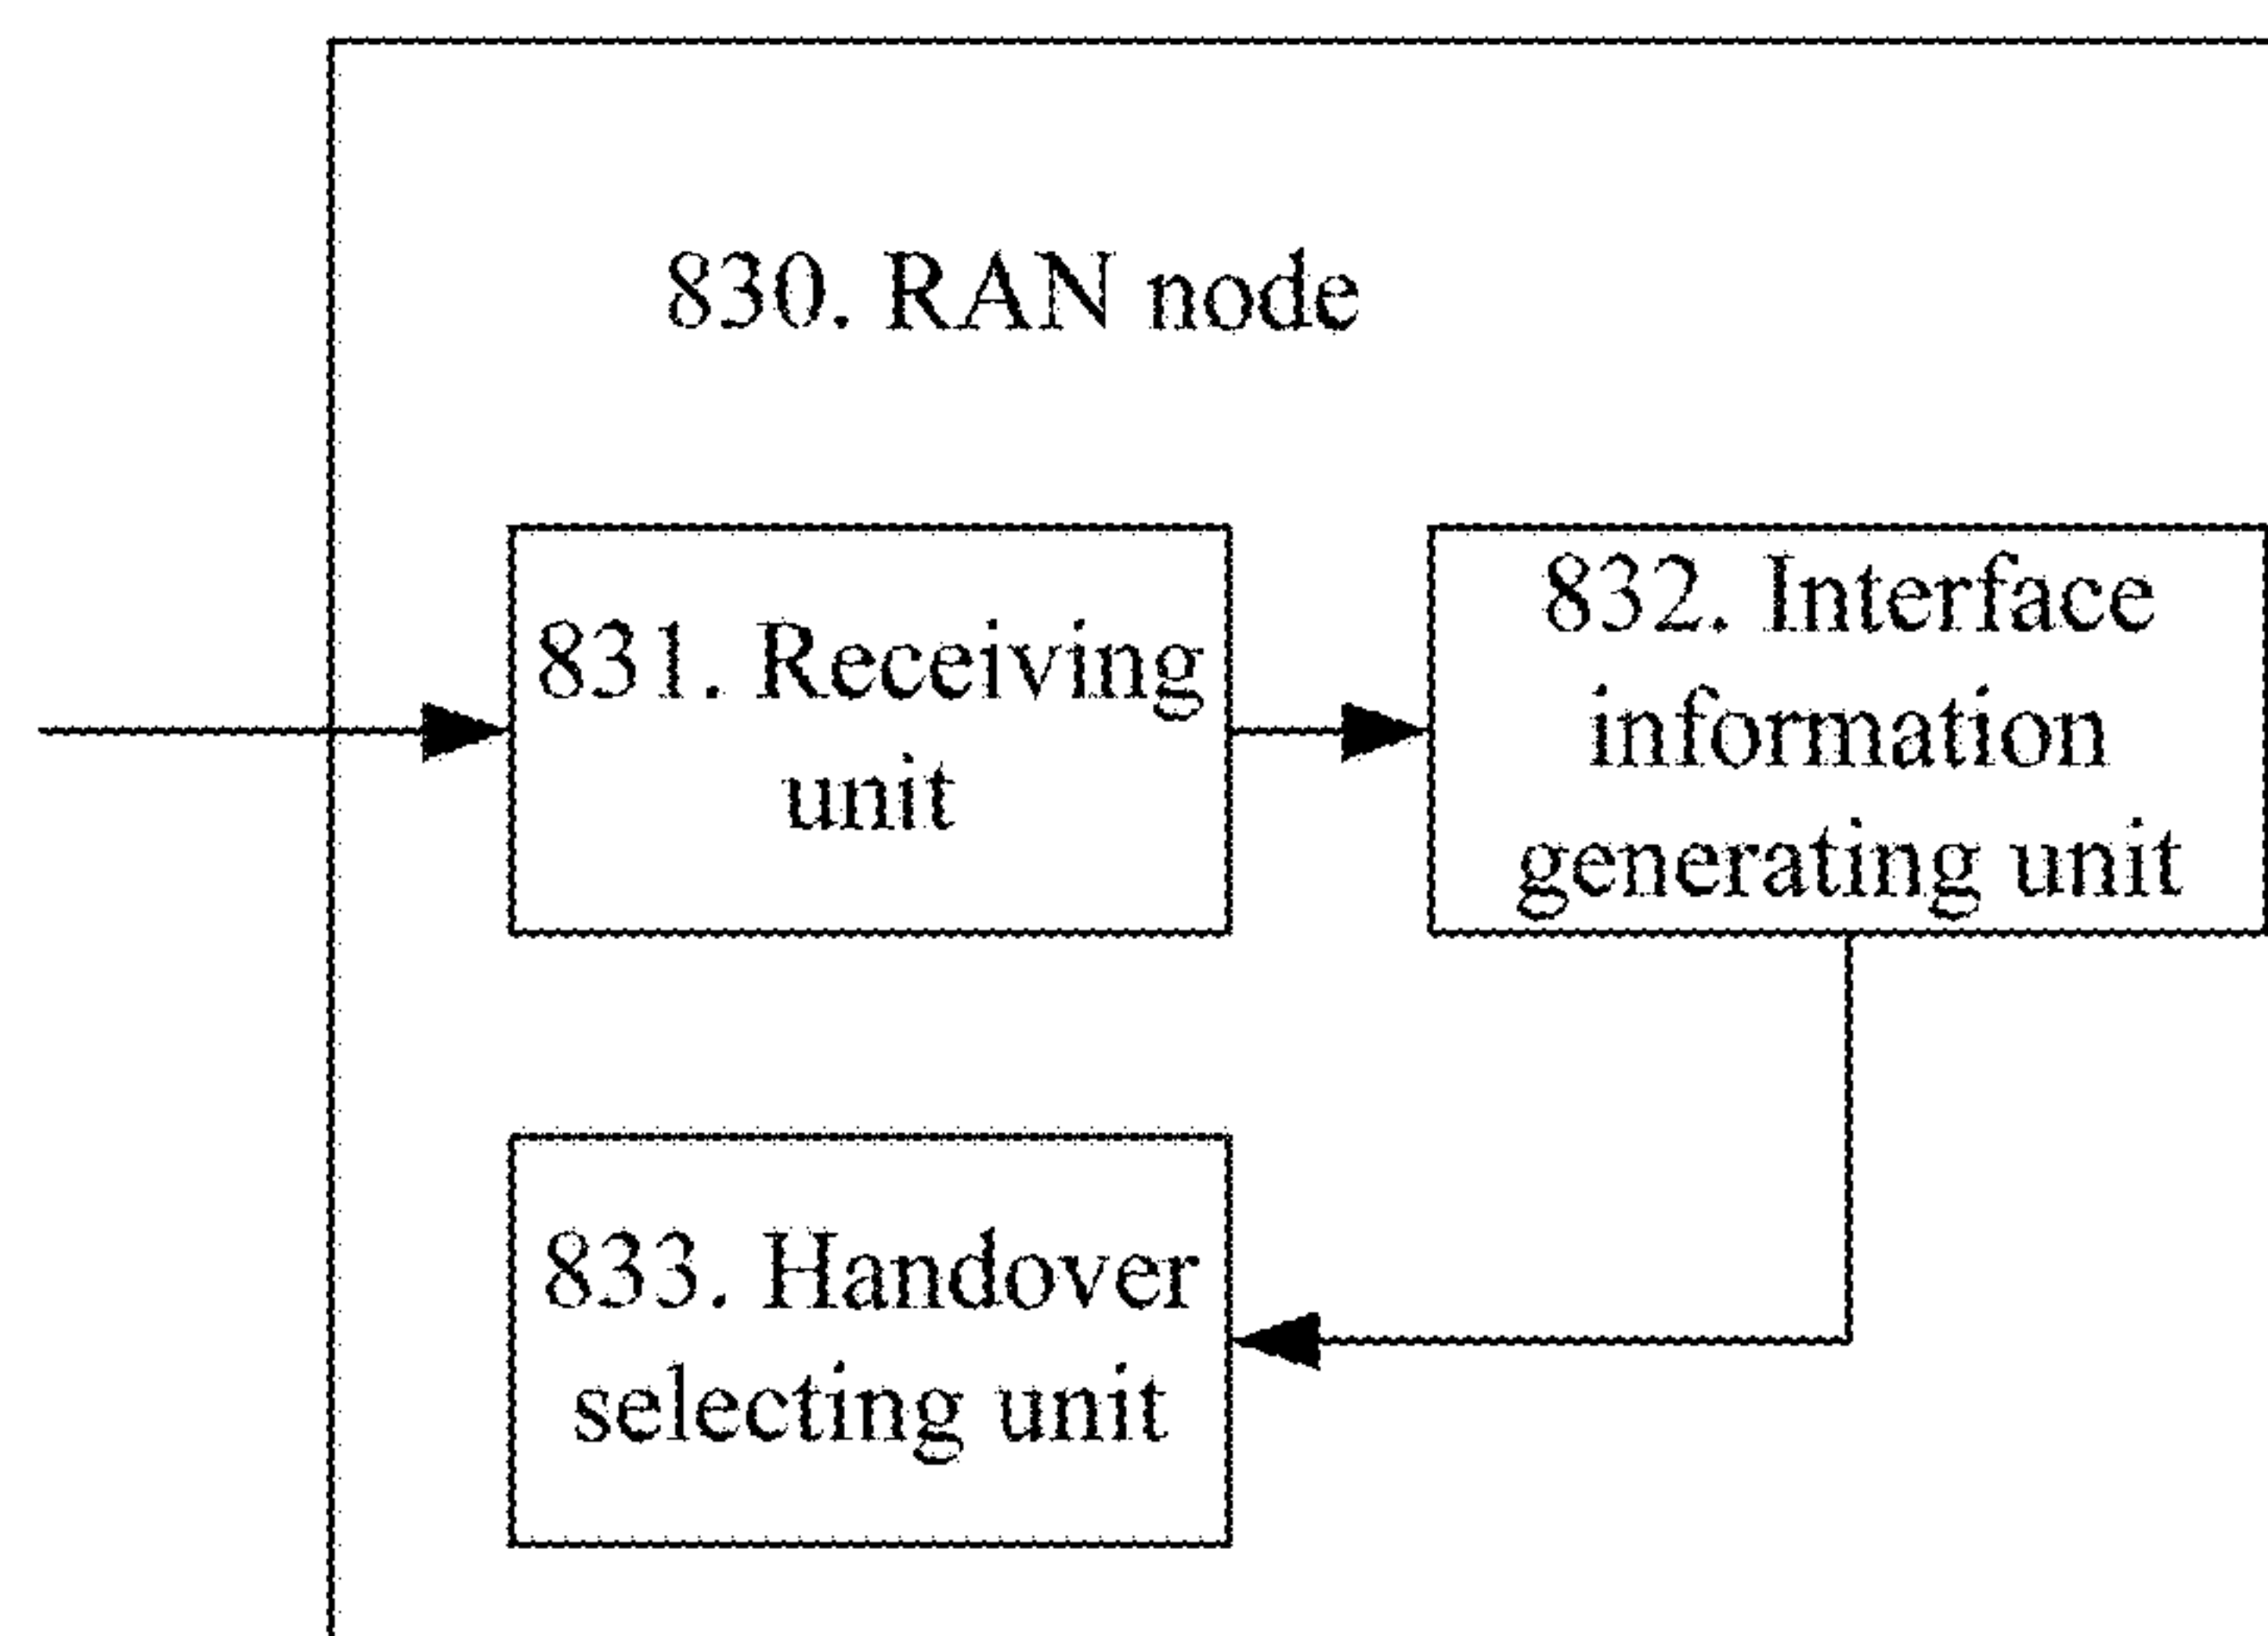 830. RAN node
831. Receiving
unit
832. Interface
information
generating unit
833. Handover
selecting unit